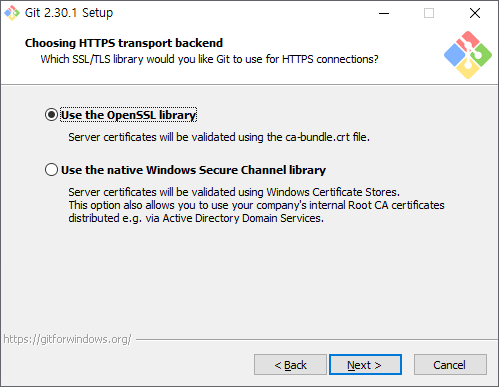 Git 2.30.1 Setup
Choosing HTTPS transport backend
Which SSL/TLS library would you like Git to use for HTTPS connections?
Use the OpenSSL library
Server certificates will be validated using the ca-bundle.crt file.
Use the native Windows Secure Channel library
Server certificates will be validated using Windows Certificate Stores.
This option also allows you to use your company's internal Root CA certificates
distributed e.g. via Active Directory Domain Services.
https://gitforwindows.org/
< Back
Next >
Cancel